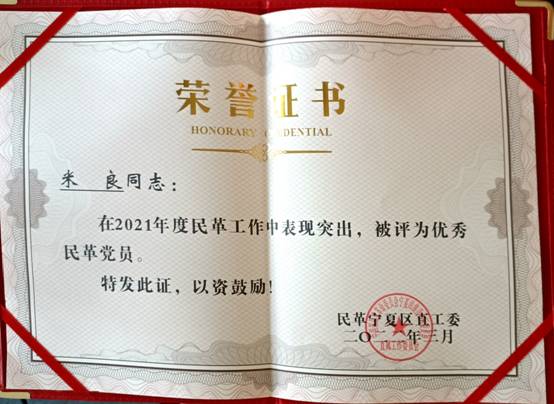 荣誉证书
HONORARY C EDENTIAL
米 良同志：
在2021年度民革工作中表现突出，被评为优秀
民革党员。
特发此证，以资鼓励！
民革宁夏区直工委
二〇二 年三月